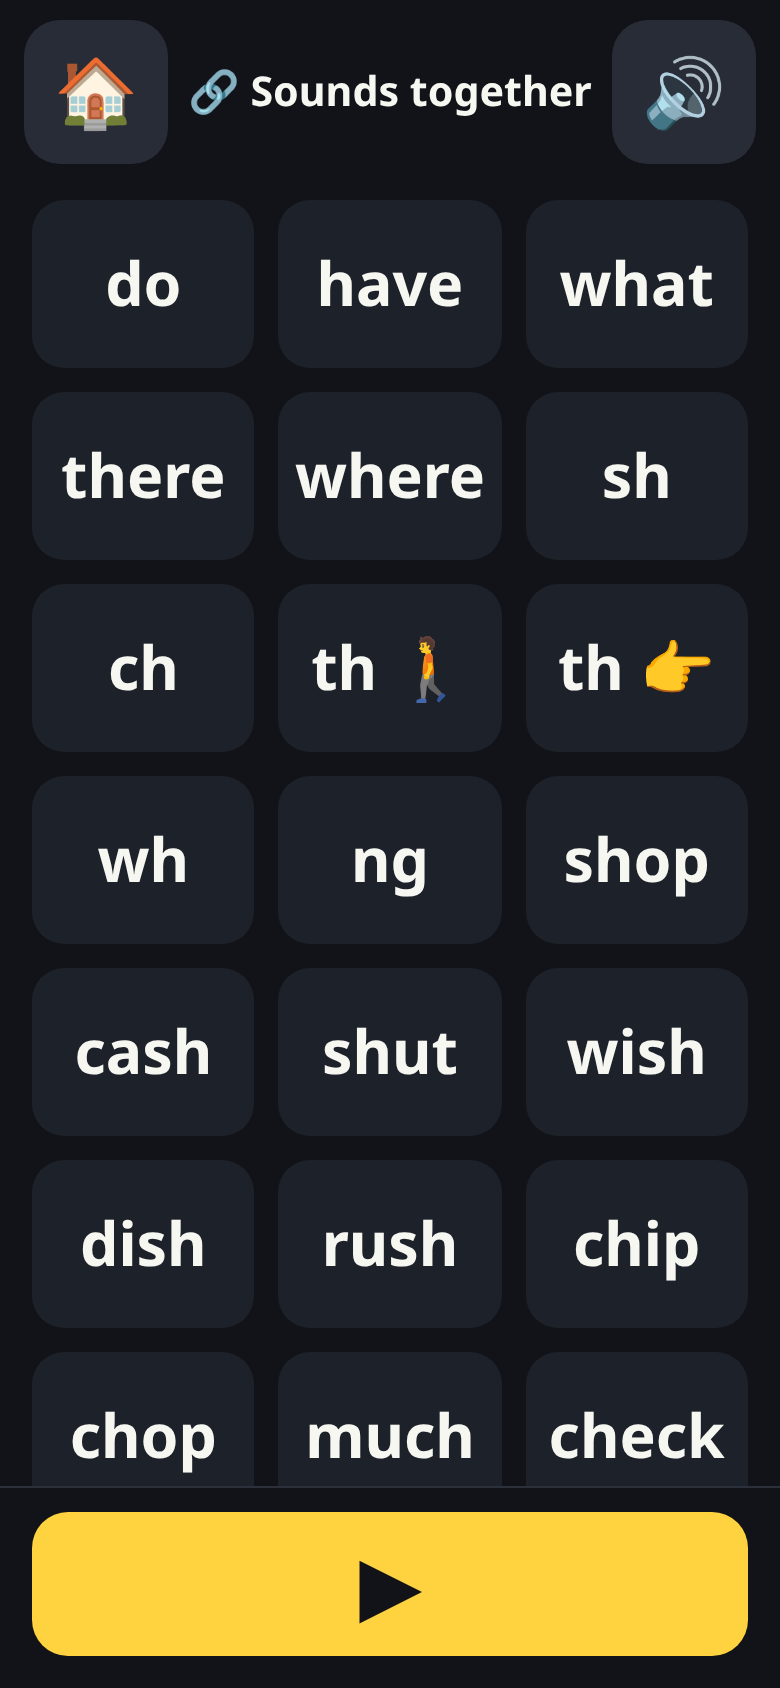 🔗 Sounds together
do have what
there where sh
ch th 🚶 th 👉
wh ng shop
cash shut wish
dish rush chip
chop much check